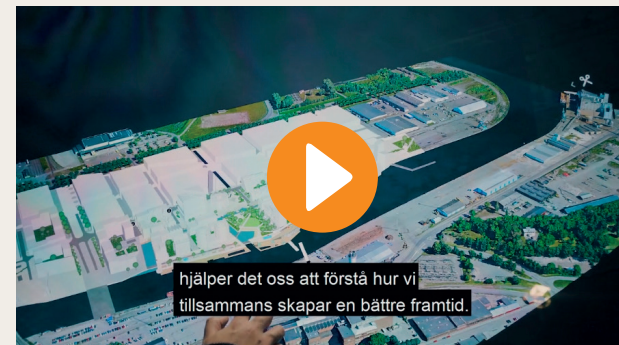 hjälper det oss att förstå hur vi
tillsammans skapar en bättre framtid.